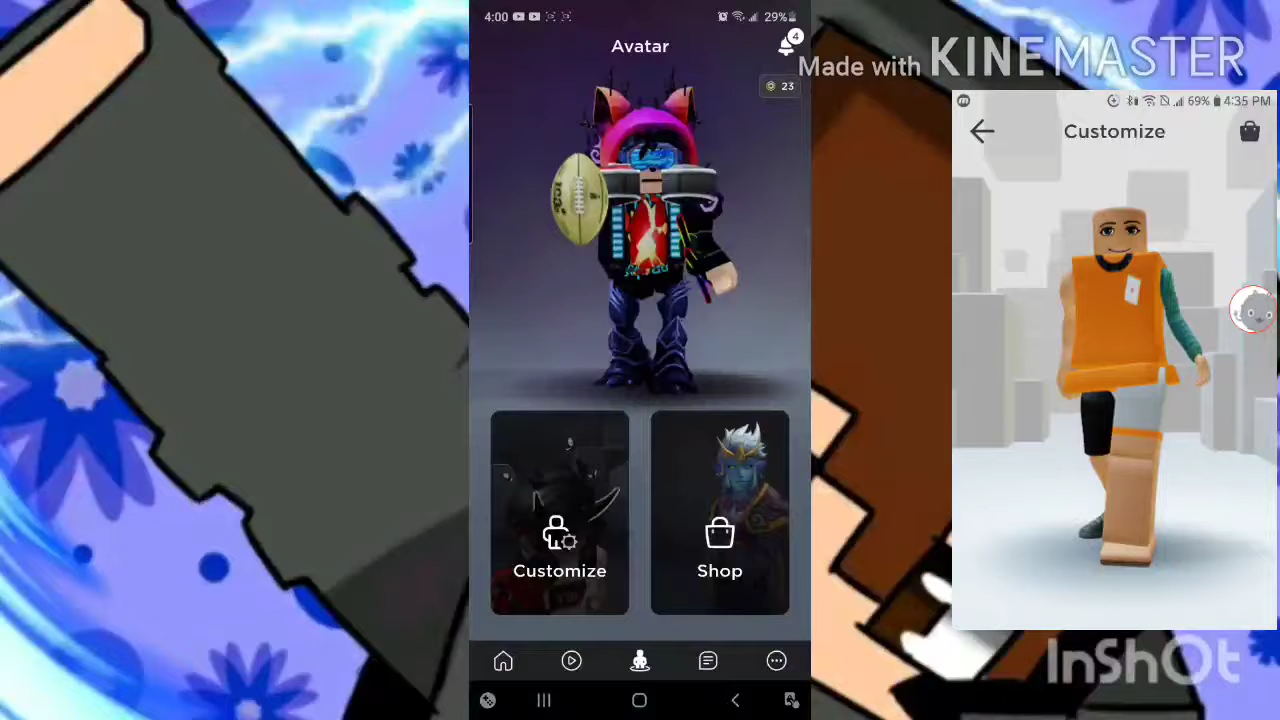 4:00
29%
Avatar
4
23
Customize
Shop
Made with KINEMASTER
69% 4:35 PM
Customize
InShOt